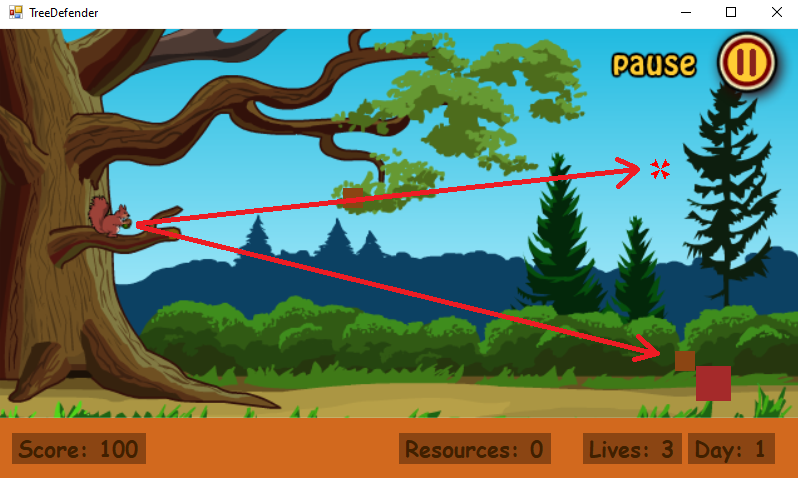 TreeDefender
pause
Score: 100
Resources: 0
Lives: 3
Day: 1